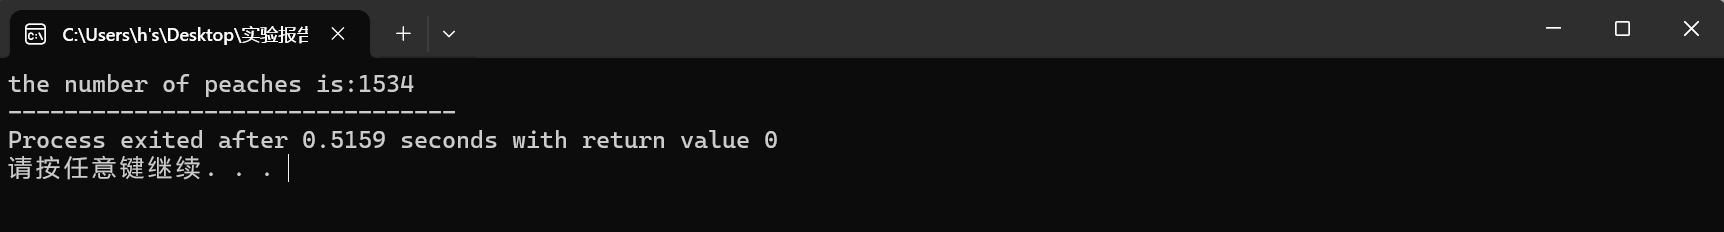 C:\Users\h's\Desktop\实验报告
the number of peaches is:1534
--------------------------------
Process exited after 0.5159 seconds with return value 0
请按任意键继续. . .